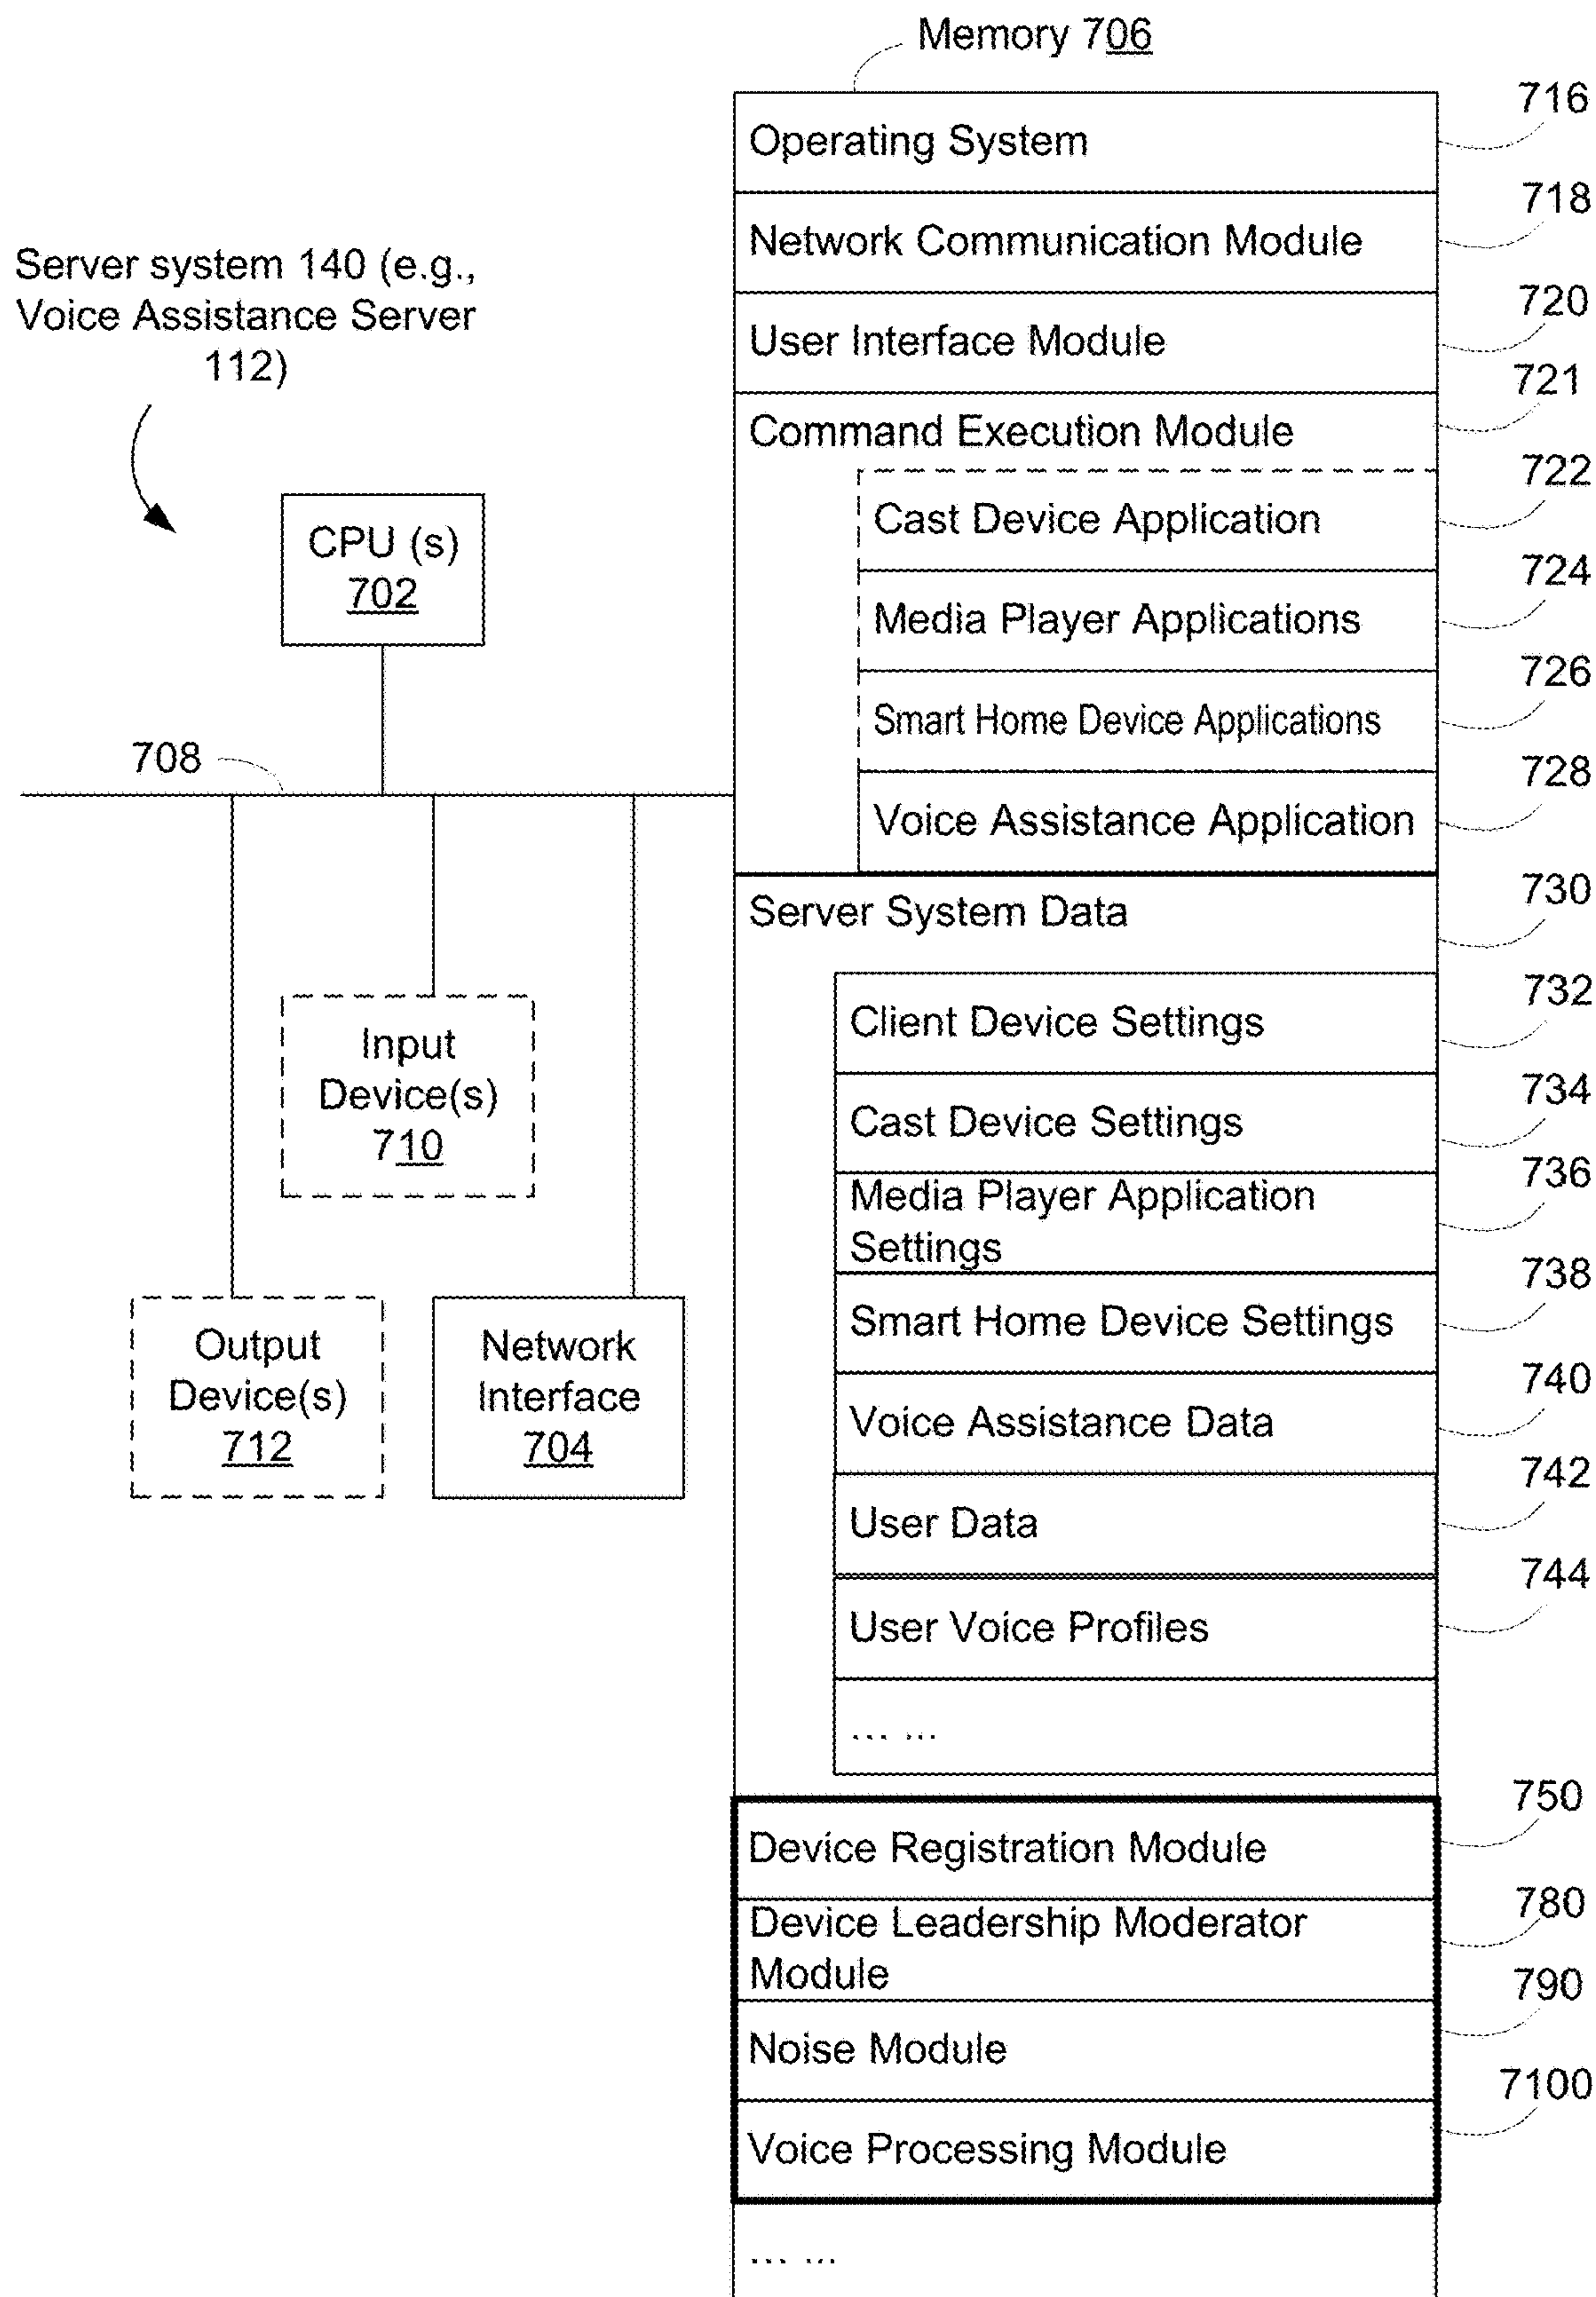 Memory 706
Operating System
716
Network Communication Module
718
User Interface Module
720
Command Execution Module
721
Cast Device Application
722
Media Player Applications
724
Smart Home Device Applications
726
Voice Assistance Application
728
Server System Data
730
Client Device Settings
732
Cast Device Settings
734
Media Player Application
Settings
736
Smart Home Device Settings
738
Voice Assistance Data
740
User Data
742
User Voice Profiles
744
... ...
Device Registration Module
750
Device Leadership Moderator
Module
780
Noise Module
790
Voice Processing Module
7100
... ...
Server system 140 (e.g.,
Voice Assistance Server
112)
CPU (s)
702
708
Input
Device(s)
710
Output
Device(s)
712
Network
Interface
704